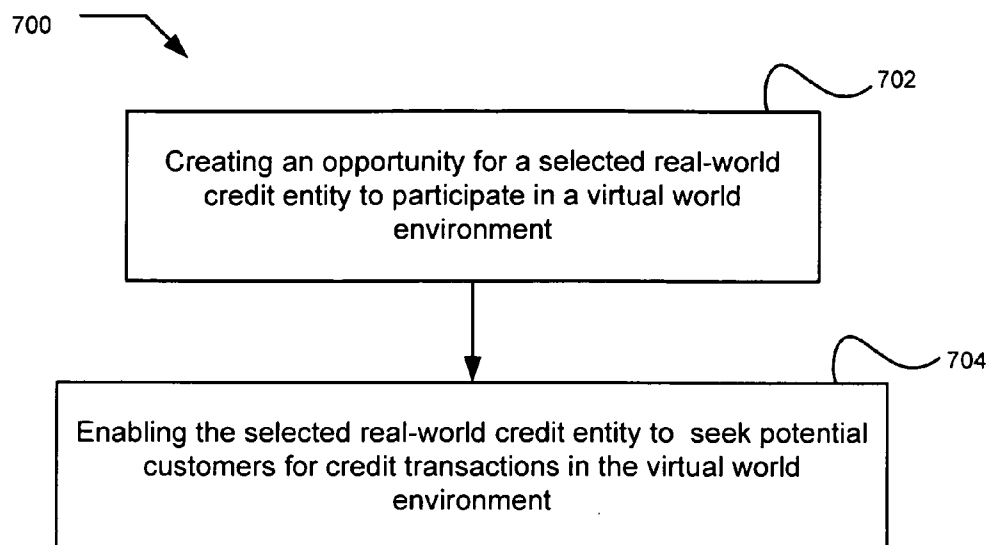 700
702
Creating an opportunity for a selected real-world
credit entity to participate in a virtual world
environment
704
Enabling the selected real-world credit entity to seek potential
customers for credit transactions in the virtual world
environment